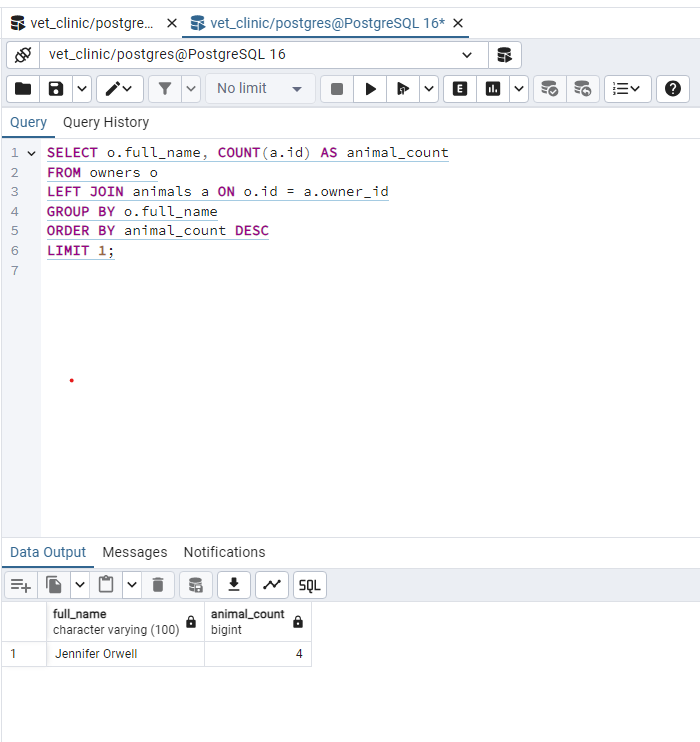 vet_clinic/postgre... vet_clinic/postgres@PostgreSQL 16*
vet_clinic/postgres@PostgreSQL 16
No limit E ?
Query Query History
1 SELECT o.full_name, COUNT(a.id) AS animal_count
2 FROM owners o
3 LEFT JOIN animals a ON o.id = a.owner_id
4 GROUP BY o.full_name
5 ORDER BY animal_count DESC
6 LIMIT 1;
7
Data Output Messages Notifications
SQL
full_name animal_count
character varying (100) bigint
1 Jennifer Orwell 4